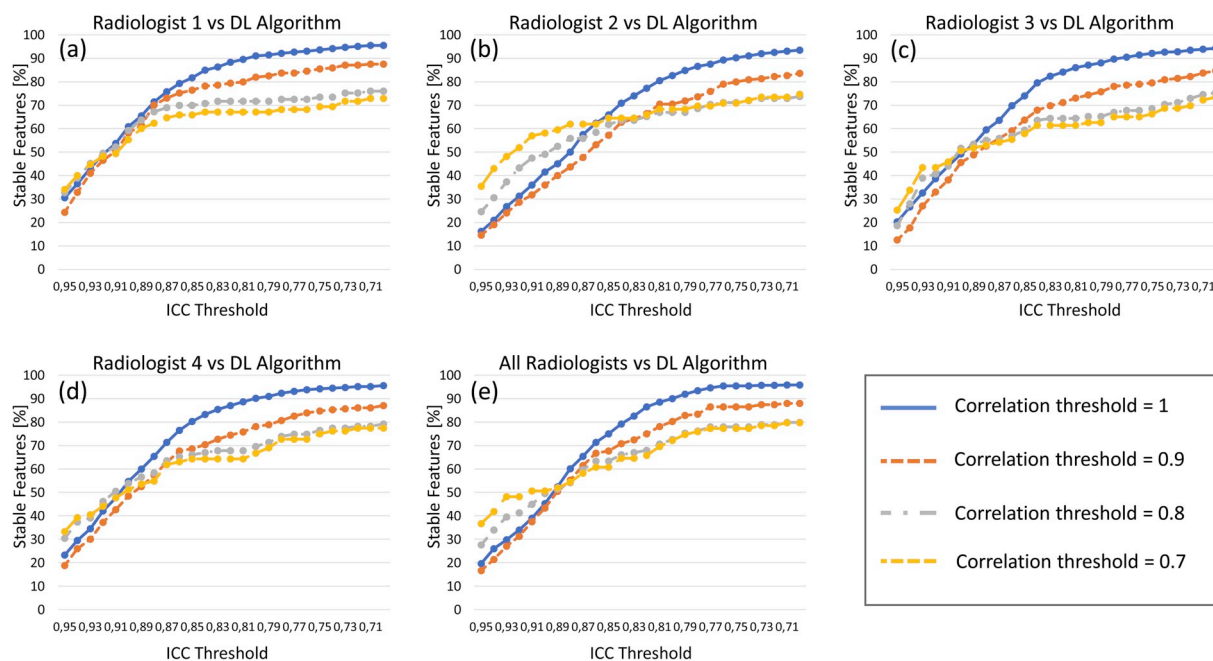 Radiologist 1 vs DL Algorithm
(a)
Stable Features [%]
100
90
80
70
60
50
40
30
20
10
0
0,95 0,93 0,91 0,89 0,87 0,85 0,83 0,81 0,79 0,77 0,75 0,73 0,71
ICC Threshold
Radiologist 2 vs DL Algorithm
(b)
Stable Features [%]
100
90
80
70
60
50
40
30
20
10
0
0,95 0,93 0,91 0,89 0,87 0,85 0,83 0,81 0,79 0,77 0,75 0,73 0,71
ICC Threshold
Radiologist 3 vs DL Algorithm
(c)
Stable Features [%]
100
90
80
70
60
50
40
30
20
10
0
0,95 0,93 0,91 0,89 0,87 0,85 0,83 0,81 0,79 0,77 0,75 0,73 0,71
ICC Threshold
Radiologist 4 vs DL Algorithm
(d)
Stable Features [%]
100
90
80
70
60
50
40
30
20
10
0
0,95 0,93 0,91 0,89 0,87 0,85 0,83 0,81 0,79 0,77 0,75 0,73 0,71
ICC Threshold
All Radiologists vs DL Algorithm
(e)
Stable Features [%]
100
90
80
70
60
50
40
30
20
10
0
0,95 0,93 0,91 0,89 0,87 0,85 0,83 0,81 0,79 0,77 0,75 0,73 0,71
ICC Threshold
Correlation threshold = 1
Correlation threshold = 0.9
Correlation threshold = 0.8
Correlation threshold = 0.7